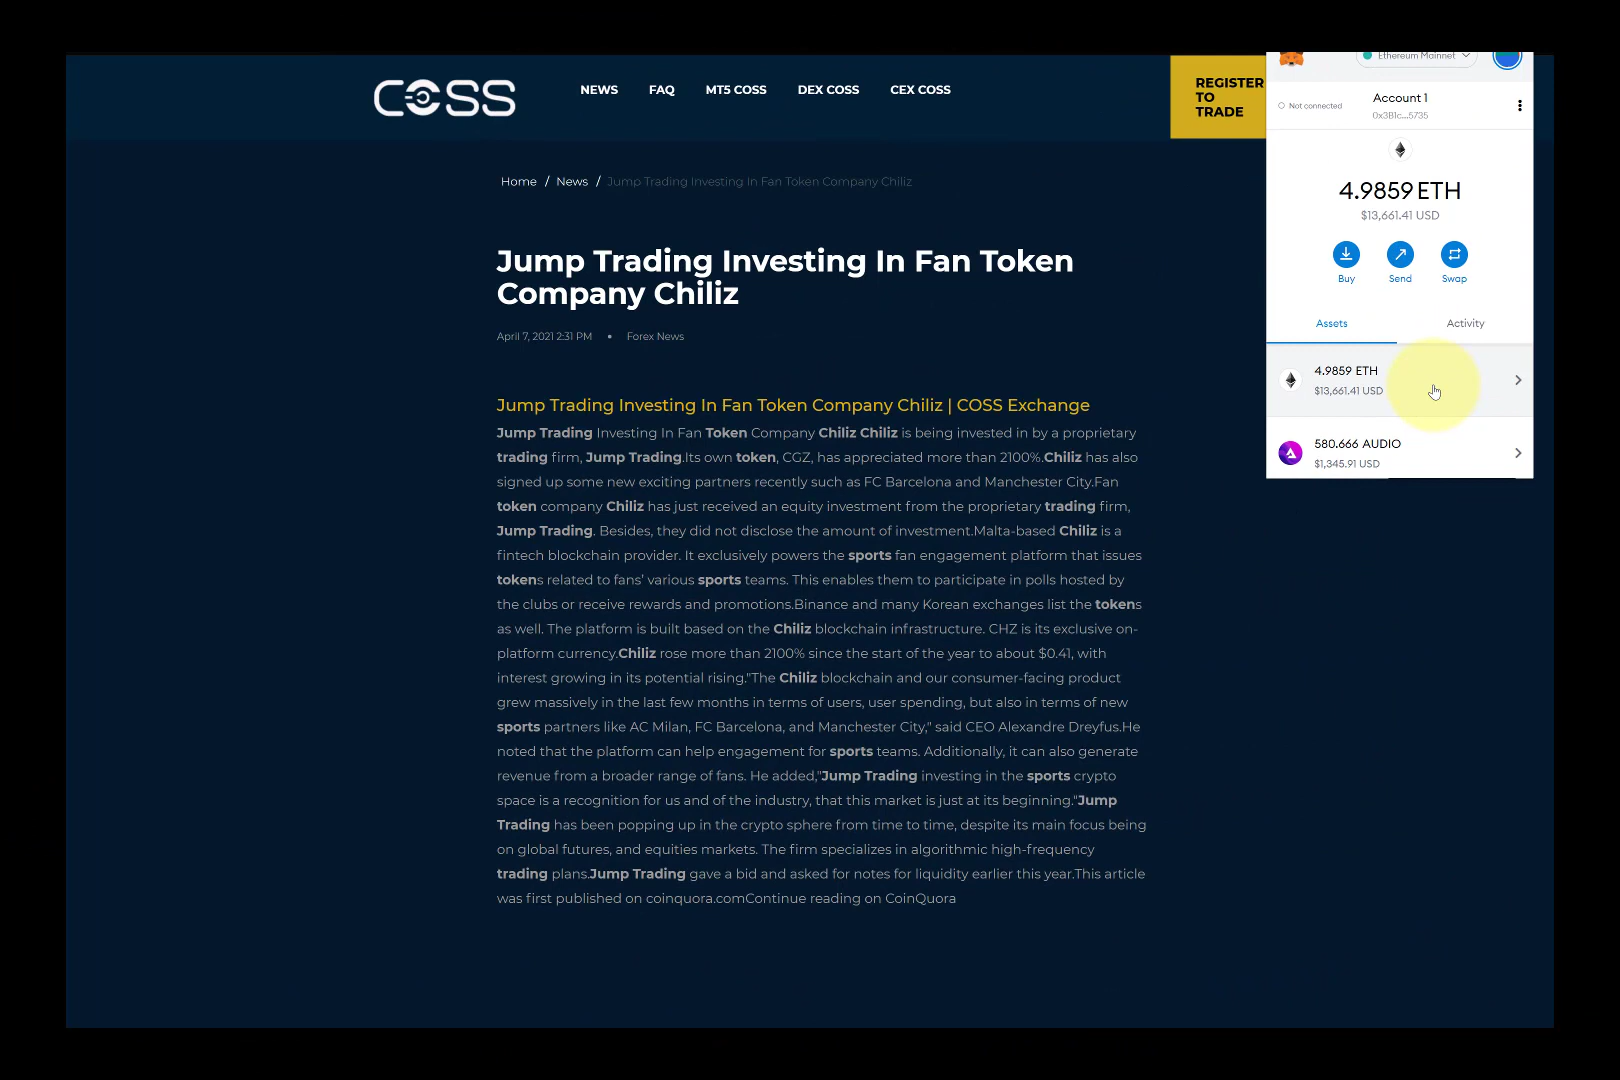 COSS
NEWS
FAQ
MT5 COSS
DEX COSS
CEX COSS
REGISTER
TO
TRADE
Home / News / Jump Trading Investing In Fan Token Company Chiliz
Jump Trading Investing In Fan Token
Company Chiliz
April 7, 2021 2:31 PM • Forex News
Jump Trading Investing In Fan Token Company Chiliz | COSS Exchange
Jump Trading Investing In Fan Token Company Chiliz Chiliz is being invested in by a proprietary
trading firm, Jump Trading.Its own token, CGZ, has appreciated more than 2100%.Chiliz has also
signed up some new exciting partners recently such as FC Barcelona and Manchester City.Fan
token company Chiliz has just received an equity investment from the proprietary trading firm,
Jump Trading. Besides, they did not disclose the amount of investment.Malta-based Chiliz is a
fintech blockchain provider. It exclusively powers the sports fan engagement platform that issues
tokens related to fans' various sports teams. This enables them to participate in polls hosted by
the clubs or receive rewards and promotions.Binance and many Korean exchanges list the tokens
as well. The platform is built based on the Chiliz blockchain infrastructure. CHZ is its exclusive on-
platform currency.Chiliz rose more than 2100% since the start of the year to about $0.41, with
interest growing in its potential rising."The Chiliz blockchain and our consumer-facing product
grew massively in the last few months in terms of users, user spending, but also in terms of new
sports partners like AC Milan, FC Barcelona, and Manchester City," said CEO Alexandre Dreyfus.He
noted that the platform can help engagement for sports teams. Additionally, it can also generate
revenue from a broader range of fans. He added,"Jump Trading investing in the sports crypto
space is a recognition for us and of the industry, that this market is just at its beginning."Jump
Trading has been popping up in the crypto sphere from time to time, despite its main focus being
on global futures, and equities markets. The firm specializes in algorithmic high-frequency
trading plans.Jump Trading gave a bid and asked for notes for liquidity earlier this year.This article
was first published on coinquora.comContinue reading on CoinQuora
Ethereum Mainnet
Not connected
Account 1
0x3B1c...5735
4.9859 ETH
$13,661.41 USD
Buy
Send
Swap
Assets
Activity
4.9859 ETH
$13,661.41 USD
580.666 AUDIO
$1,345.91 USD